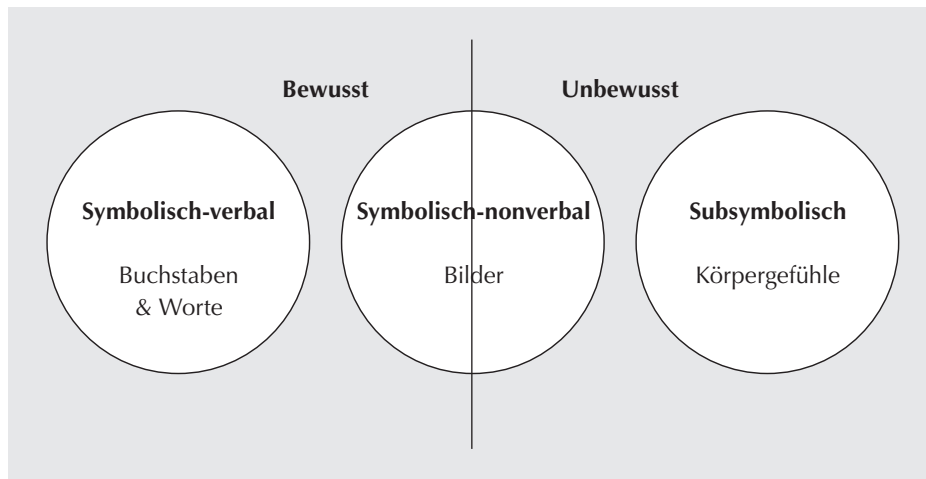 Bewusst
Unbewusst
Symbolisch-verbal
Buchstaben
& Worte
Symbolisch-nonverbal
Bilder
Subsymbolisch
Körpergefühle